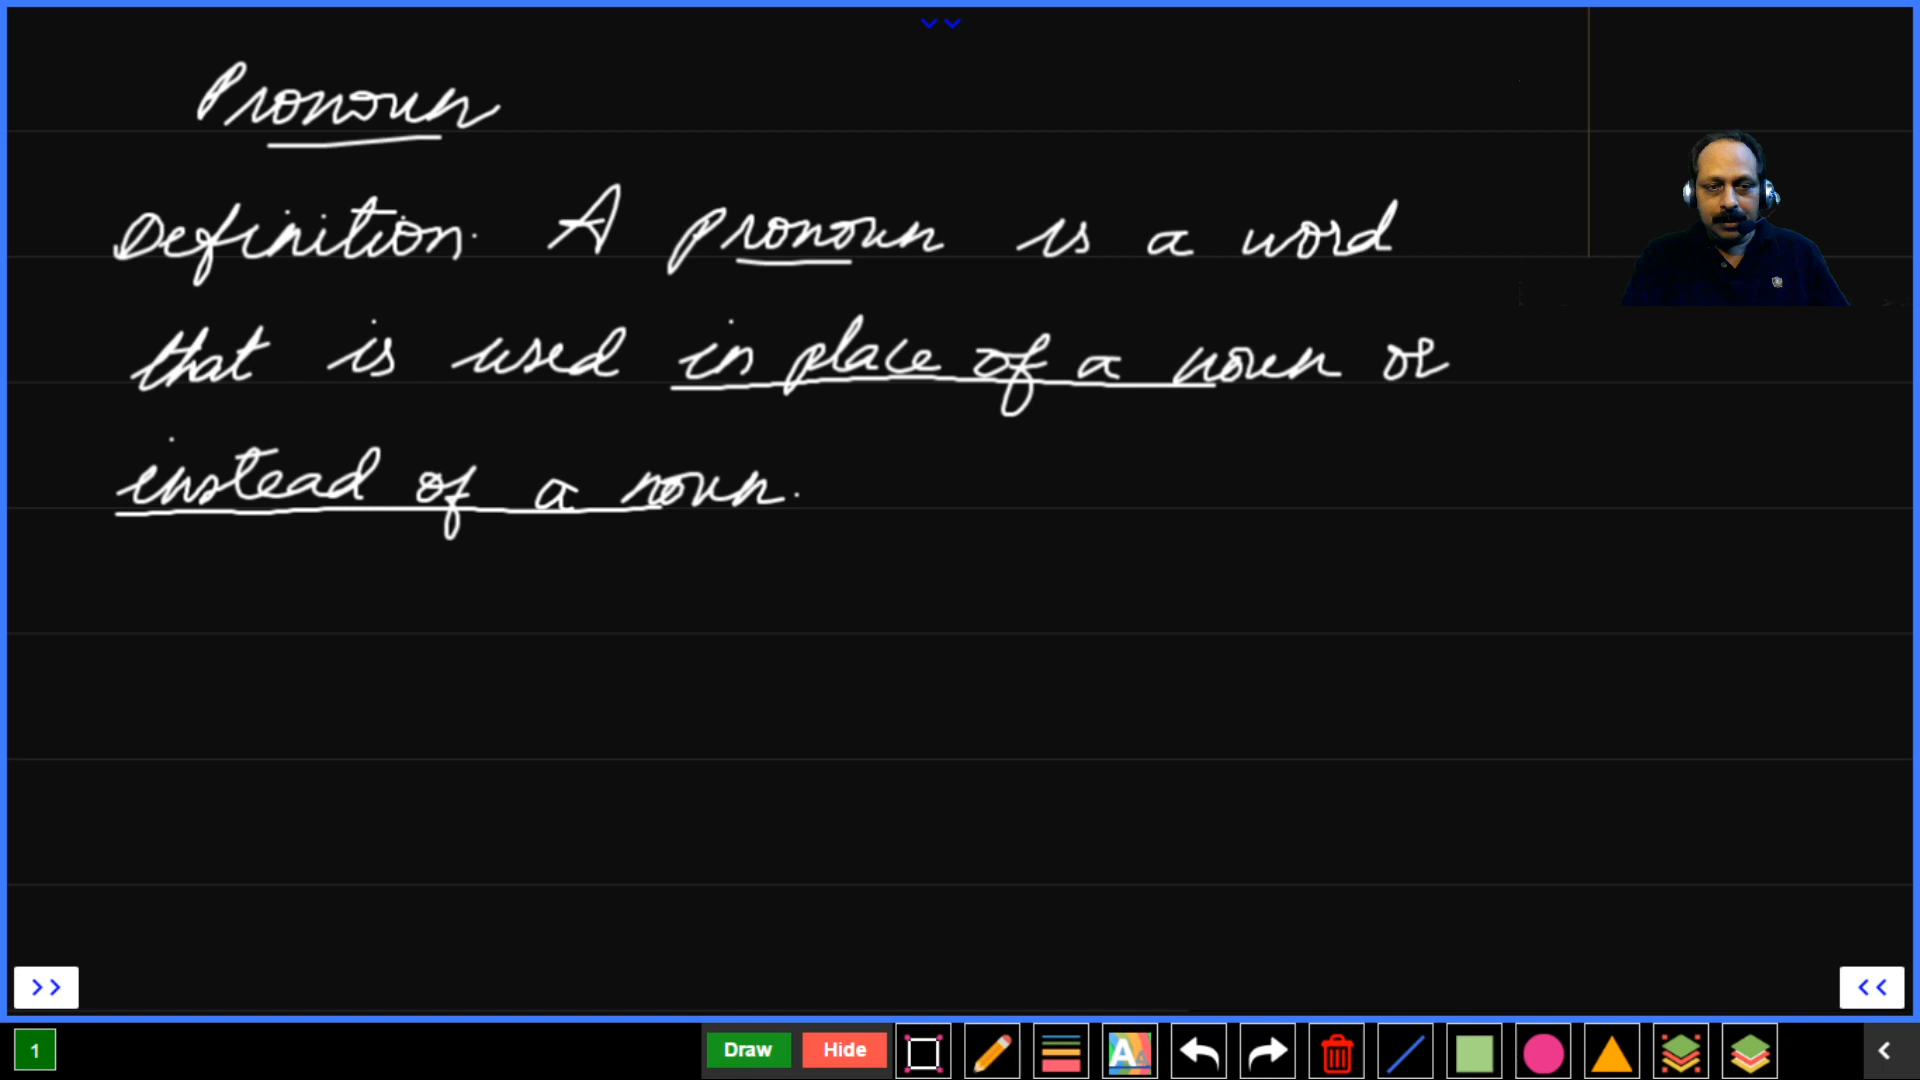 Pronoun
Definition. A pronoun is a word
that is used in place of a noun or
instead of a noun.
1
Draw
Hide